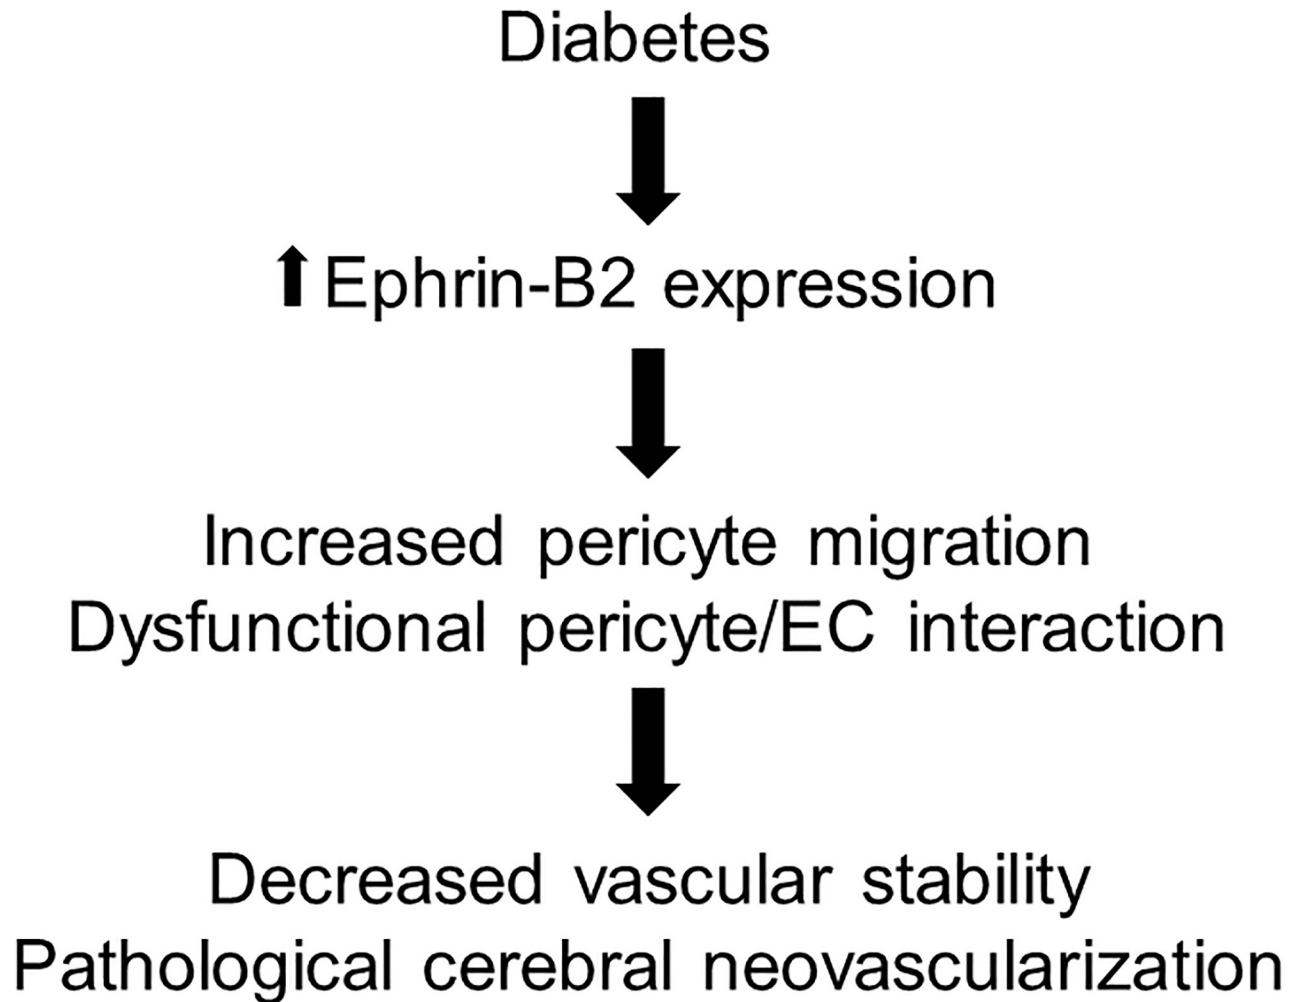 Diabetes
Ephrin-B2 expression
Increased pericyte migration
Dysfunctional pericyte/EC interaction
Decreased vascular stability
Pathological cerebral neovascularization